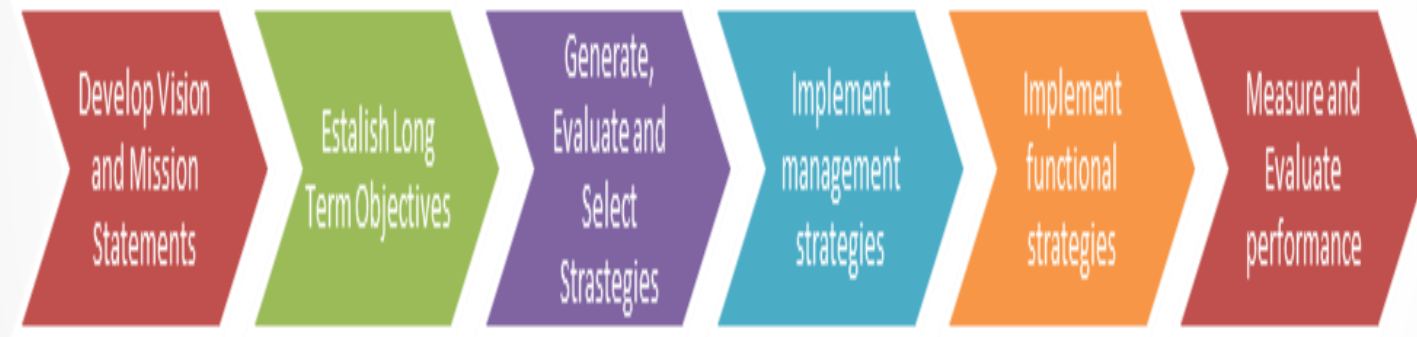 Develop Vision
and Mission
Statements
Estalish Long
Term Objectives
Generate,
Evaluate and
Select
Strastegies
Implement
management
strategies
Implement
functional
strategies
Measure and
Evaluate
performance